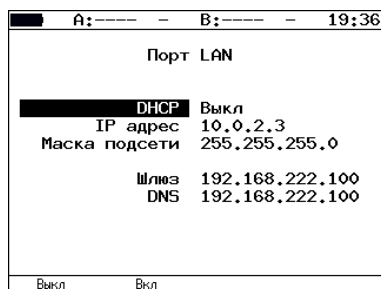 A:---- – B:---- – 19:36
Порт LAN
DHCP Выкл
IP адрес 10.0.2.3
Маска подсети 255.255.255.0
Шлюз 192.168.222.100
DNS 192.168.222.100
Выкл Вкл